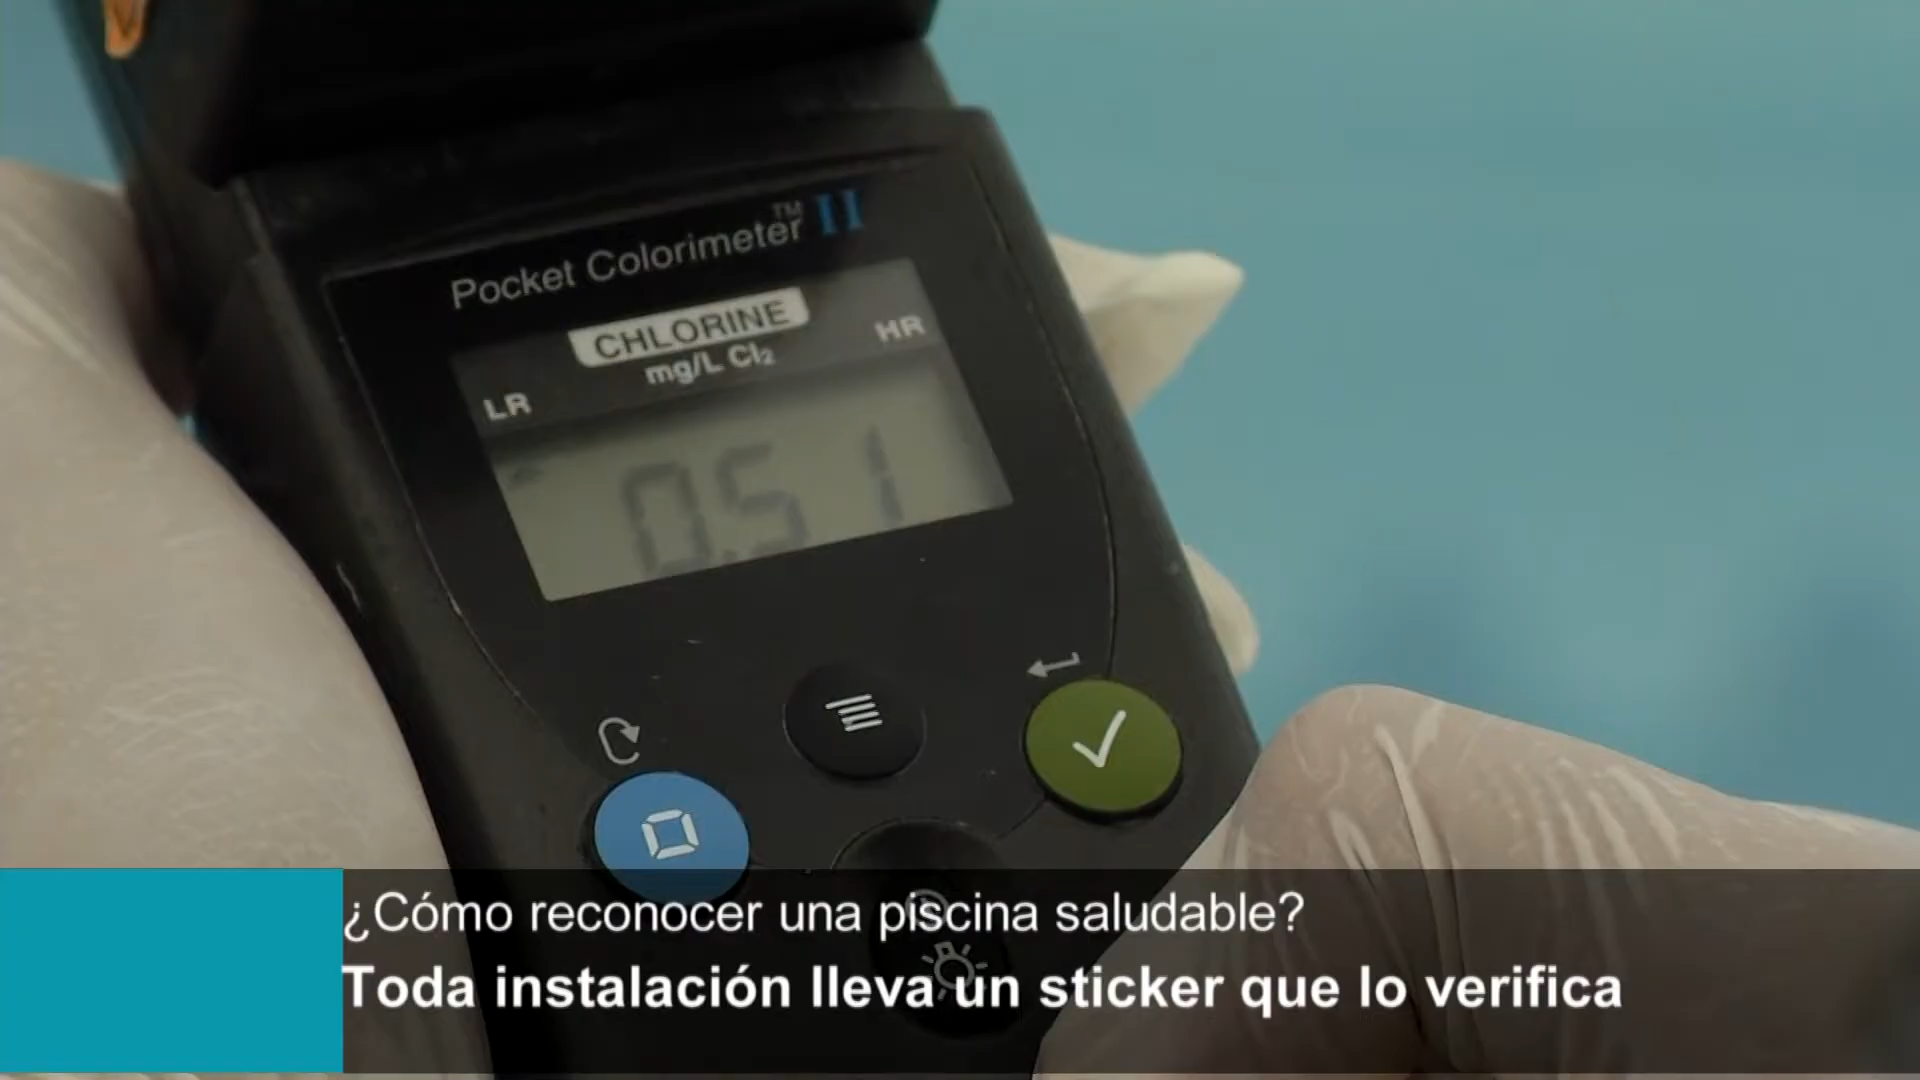 Pocket Colorimeter™ II
CHLORINE
mg/L Cl₂
HR
LR
0.51
¿Cómo reconocer una piscina saludable?
Toda instalación lleva un sticker que lo verifica